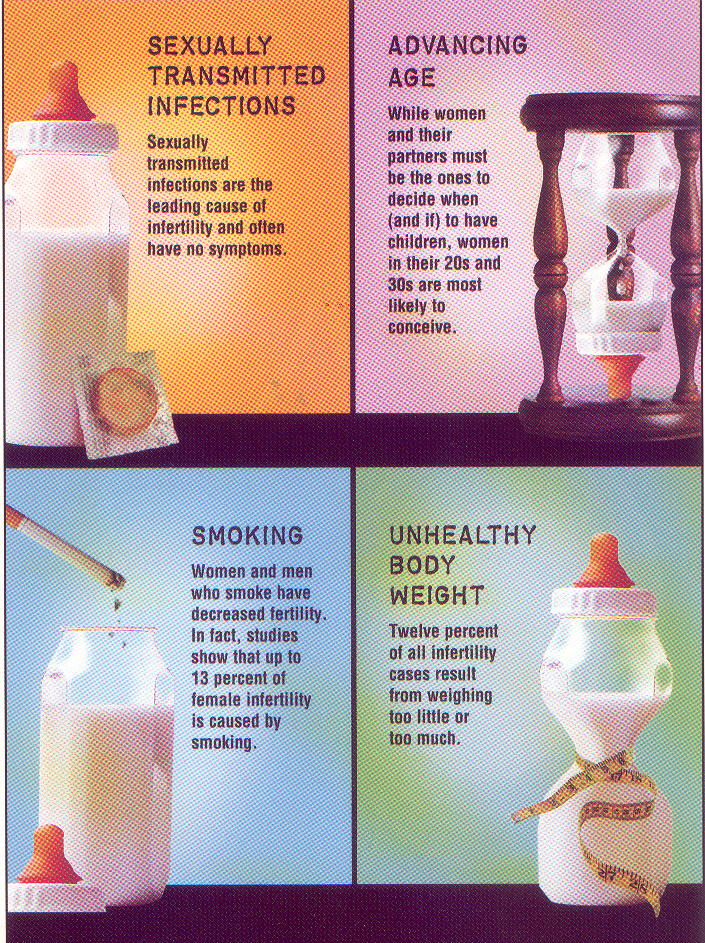 SEXUALLY
TRANSMITTED
INFECTIONS
Sexually
transmitted
infections are the
leading cause of
infertility and often
have no symptoms.
ADVANCING
AGE
While women
and their
partners must
be the ones to
decide when
(and if) to have
children, women
in their 20s and
30s are most
likely to
conceive.
SMOKING
Women and men
who smoke have
decreased fertility.
In fact, studies
show that up to
13 percent of
female infertility
is caused by
smoking.
UNHEALTHY
BODY
WEIGHT
Twelve percent
of all infertility
cases result
from weighing
too little or
too much.